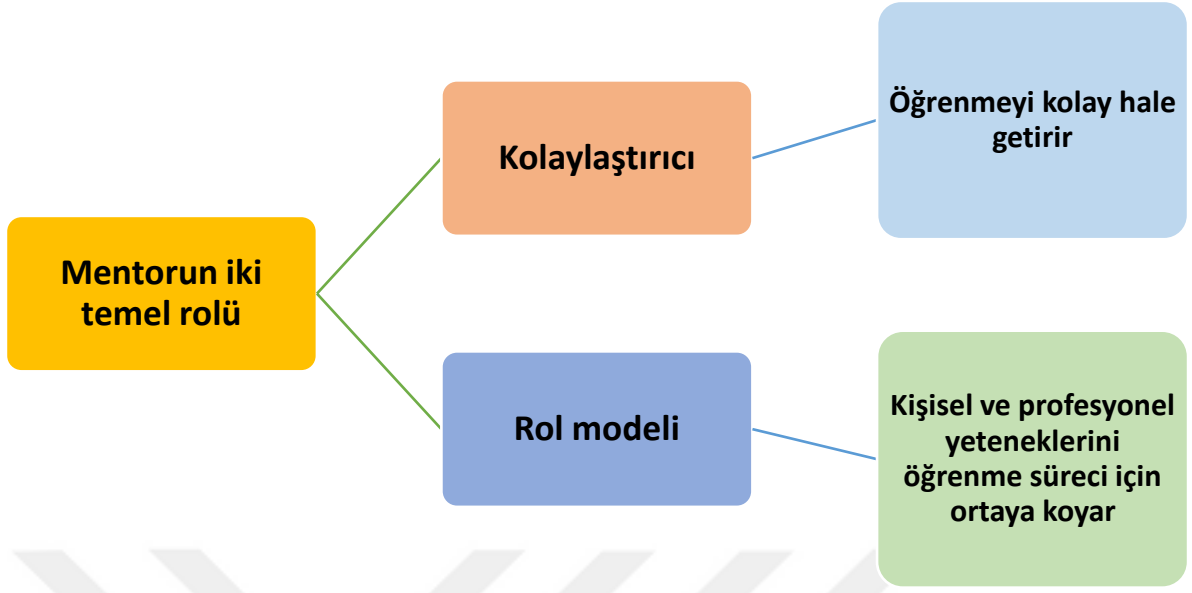 Mentorun iki
temel rolü
Kolaylaştırıcı
Öğrenmeyi kolay hale
getirir
Rol modeli
Kişisel ve profesyonel
yeteneklerini
öğrenme süreci için
ortaya koyar